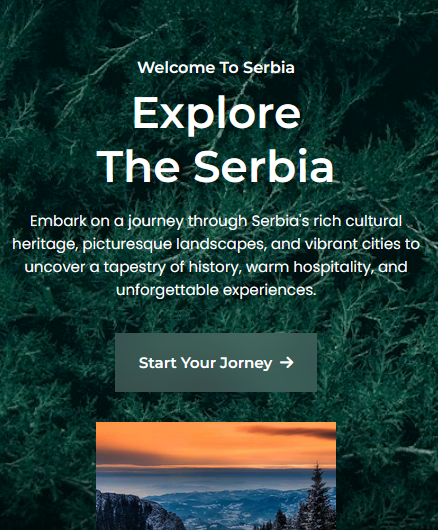 Welcome To Serbia
Explore
The Serbia
Embark on a journey through Serbia's rich cultural
heritage, picturesque landscapes, and vibrant cities to
uncover a tapestry of history, warm hospitality, and
unforgettable experiences.
Start Your Jorney →